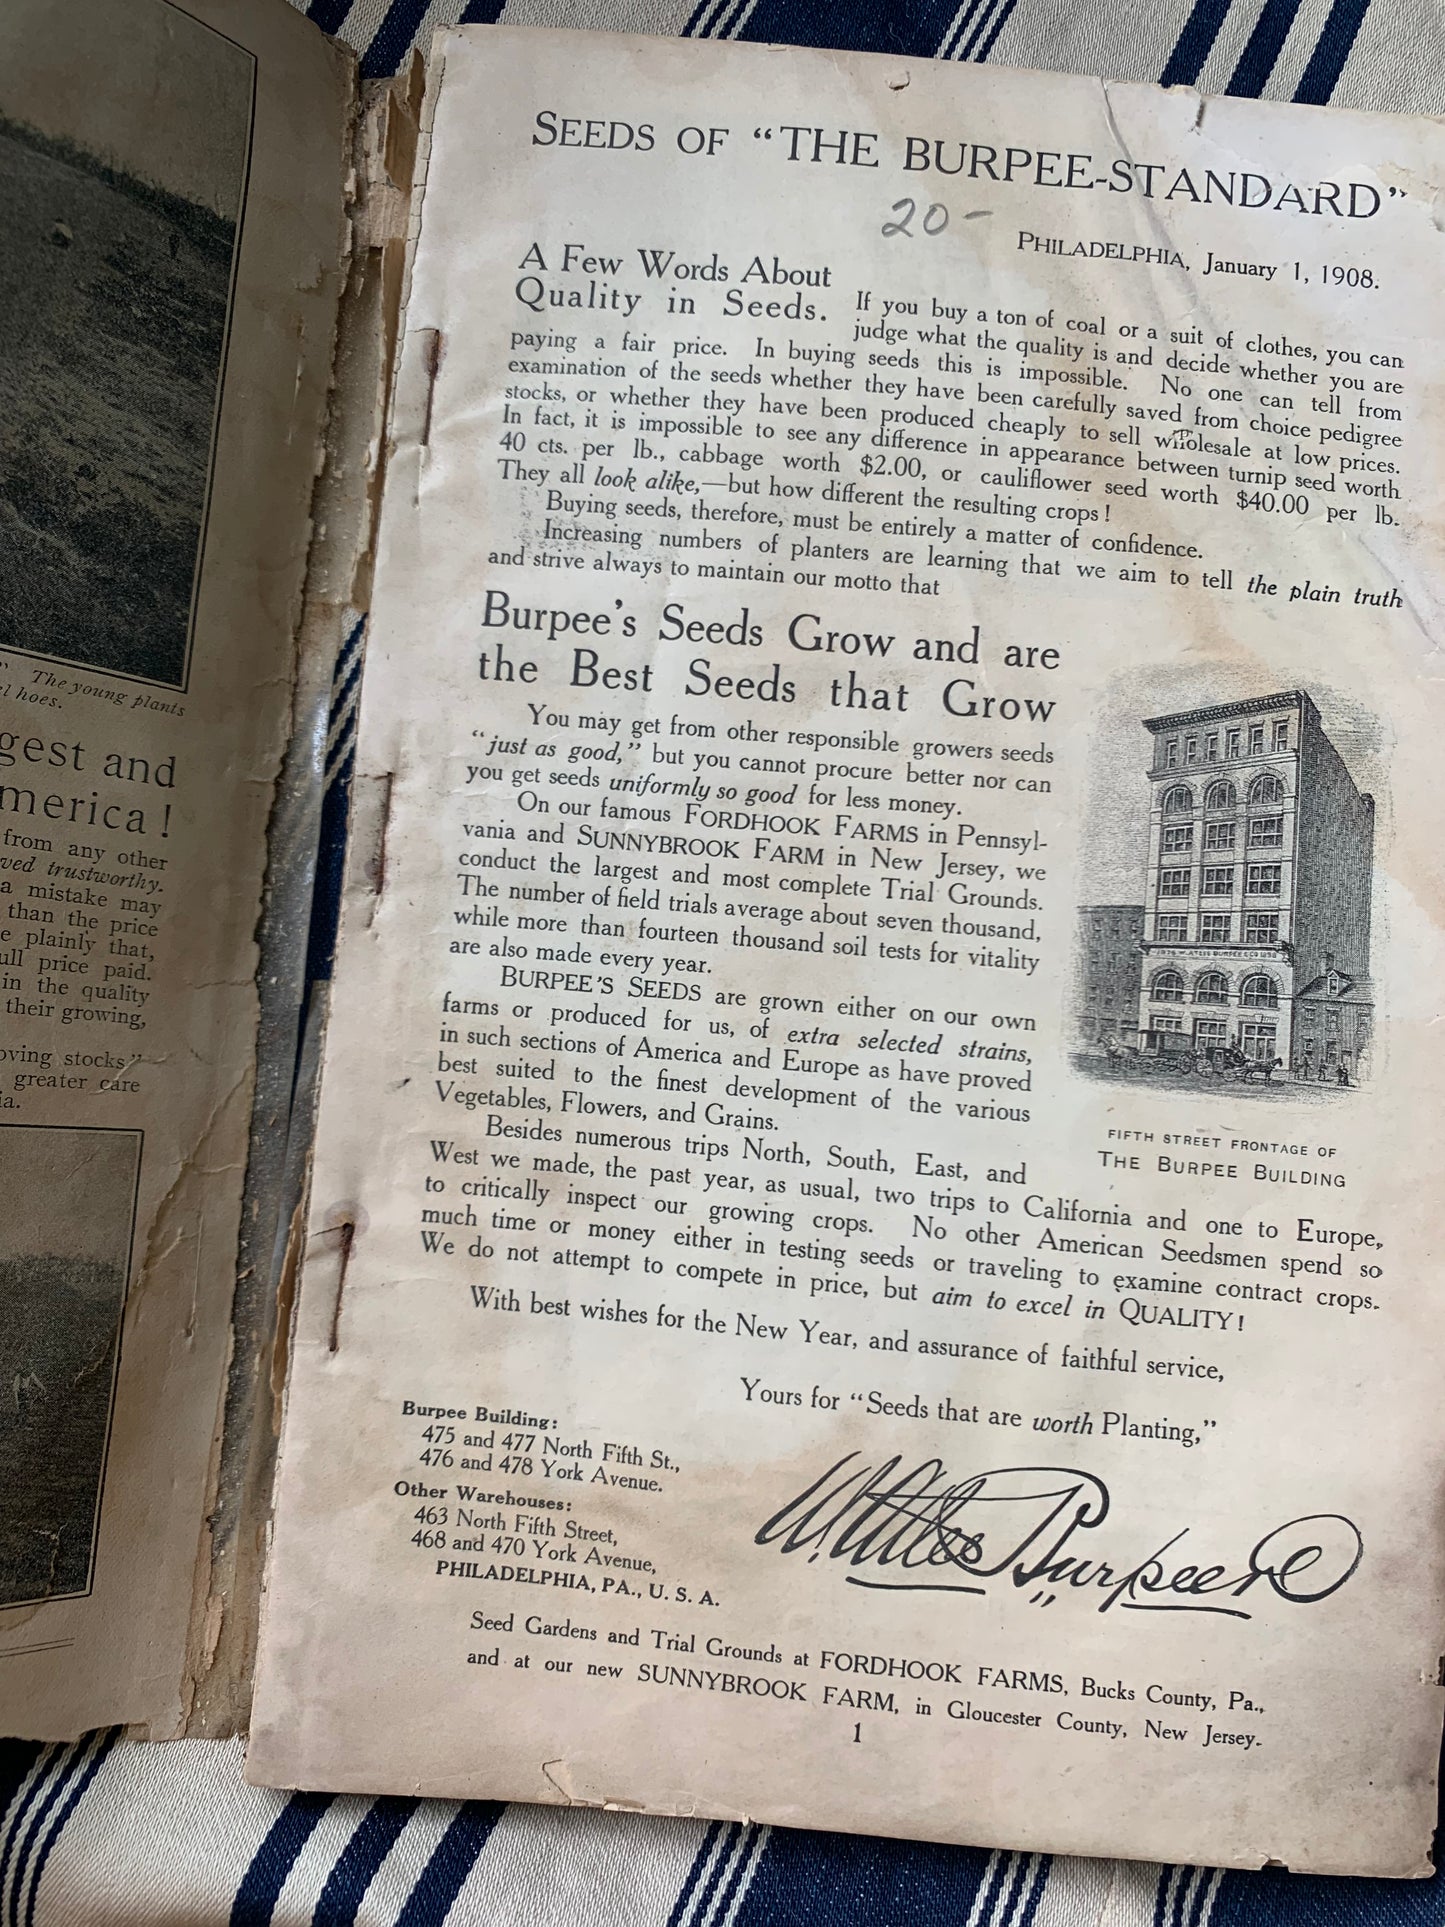 " The young plants
el hoes.
gest and
merica!
from any other
ved trustworthy.
a mistake may
than the price
e plainly that,
ull price paid.
in the quality
their growing,
oving stocks"
greater care
ia.
SEEDS OF "THE BURPEE-STANDARD"
20-
PHILADELPHIA, January 1, 1908.
A Few Words About
Quality in Seeds.
If you buy a ton of coal or a suit of clothes, you can
judge what the quality is and decide whether you are
paying a fair price. In buying seeds this is impossible. No one can tell from
examination of the seeds whether they have been carefully saved from choice pedigree
stocks, or whether they have been produced cheaply to sell wholesale at low prices.
In fact, it is impossible to see any difference in appearance between turnip seed worth
40 cts. per lb., cabbage worth $2.00, or cauliflower seed worth $40.00 per lb.
They all look alike,—but how different the resulting crops!
Buying seeds, therefore, must be entirely a matter of confidence.
Increasing numbers of planters are learning that we aim to tell the plain truth
and strive always to maintain our motto that
Burpee's Seeds Grow and are
the Best Seeds that Grow
You may get from other responsible growers seeds
"just as good," but you cannot procure better nor can
you get seeds uniformly so good for less money.
On our famous FORDHOOK FARMS in Pennsyl-
vania and SUNNYBROOK FARM in New Jersey, we
conduct the largest and most complete Trial Grounds.
The number of field trials average about seven thousand,
while more than fourteen thousand soil tests for vitality
are also made every year.
BURPEE'S SEEDS are grown either on our own
farms or produced for us, of extra selected strains,
in such sections of America and Europe as have proved
best suited to the finest development of the various
Vegetables, Flowers, and Grains.
1876 W. ATLEE BURPEE & CO 1898
FIFTH STREET FRONTAGE OF
THE BURPEE BUILDING
Besides numerous trips North, South, East, and
West we made, the past year, as usual, two trips to California and one to Europe,
to critically inspect our growing crops. No other American Seedsmen spend so
much time or money either in testing seeds or traveling to examine contract crops.
We do not attempt to compete in price, but aim to excel in QUALITY!
With best wishes for the New Year, and assurance of faithful service,
Yours for "Seeds that are worth Planting,"
W. Atlee Burpee
Burpee Building:
475 and 477 North Fifth St.,
476 and 478 York Avenue.
Other Warehouses:
463 North Fifth Street,
468 and 470 York Avenue,
PHILADELPHIA, PA., U. S. A.
Seed Gardens and Trial Grounds at FORDHOOK FARMS, Bucks County, Pa.,
and at our new SUNNYBROOK FARM, in Gloucester County, New Jersey.
1